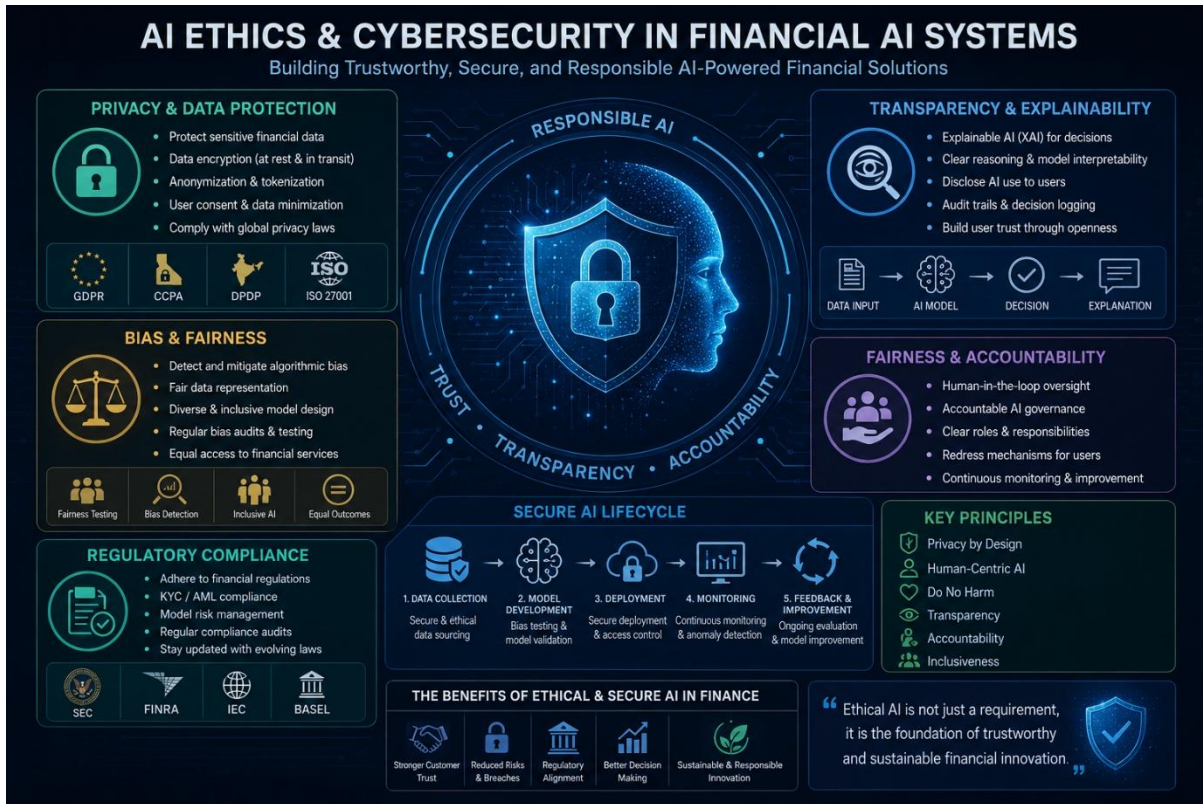 AI ETHICS & CYBERSECURITY IN FINANCIAL AI SYSTEMS
Building Trustworthy, Secure, and Responsible AI-Powered Financial Solutions
PRIVACY & DATA PROTECTION
• Protect sensitive financial data
• Data encryption (at rest & in transit)
• Anonymization & tokenization
• User consent & data minimization
• Comply with global privacy laws
GDPR
CCPA
DPDP
ISO
ISO 27001
BIAS & FAIRNESS
• Detect and mitigate algorithmic bias
• Fair data representation
• Diverse & inclusive model design
• Regular bias audits & testing
• Equal access to financial services
Fairness Testing
Bias Detection
Inclusive AI
Equal Outcomes
REGULATORY COMPLIANCE
• Adhere to financial regulations
• KYC / AML compliance
• Model risk management
• Regular compliance audits
• Stay updated with evolving laws
SEC
FINRA
IEC
BASEL
RESPONSIBLE AI
TRUST • TRANSPARENCY • ACCOUNTABILITY
TRANSPARENCY & EXPLAINABILITY
• Explainable AI (XAI) for decisions
• Clear reasoning & model interpretability
• Disclose AI use to users
• Audit trails & decision logging
• Build user trust through openness
DATA INPUT
AI MODEL
DECISION
EXPLANATION
FAIRNESS & ACCOUNTABILITY
• Human-in-the-loop oversight
• Accountable AI governance
• Clear roles & responsibilities
• Redress mechanisms for users
• Continuous monitoring & improvement
SECURE AI LIFECYCLE
1. DATA COLLECTION
Secure & ethical
data sourcing
2. MODEL
DEVELOPMENT
Bias testing &
model validation
3. DEPLOYMENT
Secure deployment
& access control
4. MONITORING
Continuous monitoring
& anomaly detection
5. FEEDBACK &
IMPROVEMENT
Ongoing evaluation
& model improvement
KEY PRINCIPLES
Privacy by Design
Human-Centric AI
Do No Harm
Transparency
Accountability
Inclusiveness
THE BENEFITS OF ETHICAL & SECURE AI IN FINANCE
Stronger Customer
Trust
Reduced Risks
& Breaches
Regulatory
Alignment
Better Decision
Making
Sustainable & Responsible
Innovation
“ Ethical AI is not just a requirement,
it is the foundation of trustworthy
and sustainable financial innovation. ”